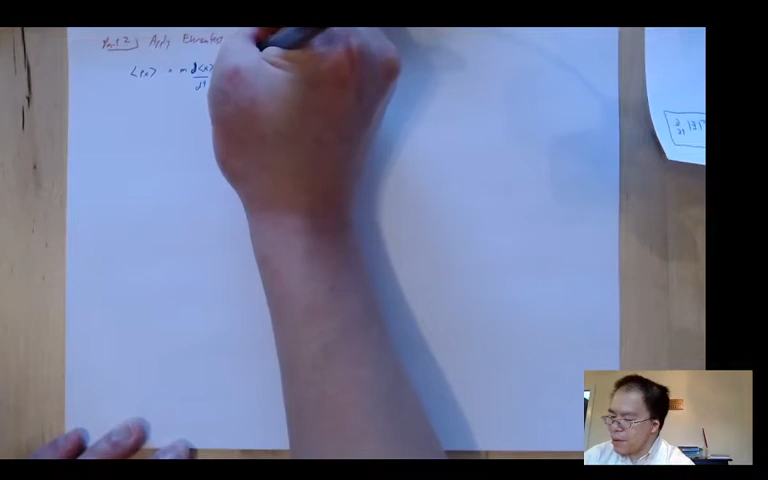 Part 2) Apply Ehrenfest
<Px> = m d<x>
dt
∂
∂t |Ψ|